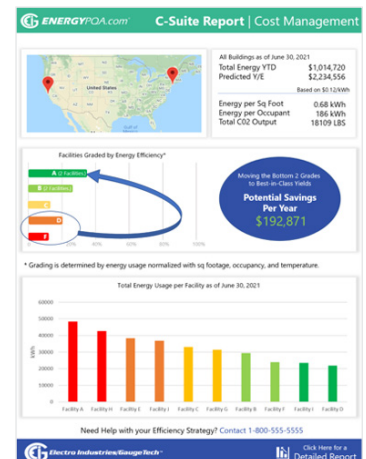 ENERGYPQA.com®
C-Suite Report | Cost Management
United States
All Buildings as of June 30, 2021
Total Energy YTD $1,014,720
Predicted Y/E $2,234,556
Based on $0.12/kWh
Energy per Sq Foot 0.68 kWh
Energy per Occupant 186 kWh
Total C02 Output 18109 LBS
Facilities Graded by Energy Efficiency*
A (2 Facilities)
B (2 Facilities)
C
D
F
20% 40% 60% 80% 100%
Moving the Bottom 2 Grades
to Best-in-Class Yields
Potential Savings
Per Year
$192,871
* Grading is determined by energy usage normalized with sq footage, occupancy, and temperature.
Total Energy Usage per Facility as of June 30, 2021
kWh
60000
50000
40000
30000
20000
10000
0
Facility A Facility H Facility E Facility I Facility C Facility G Facility B Facility F Facility I Facility D
Need Help with your Efficiency Strategy? Contact 1-800-555-5555
Electro Industries/GaugeTech™
Click Here for a
Detailed Report